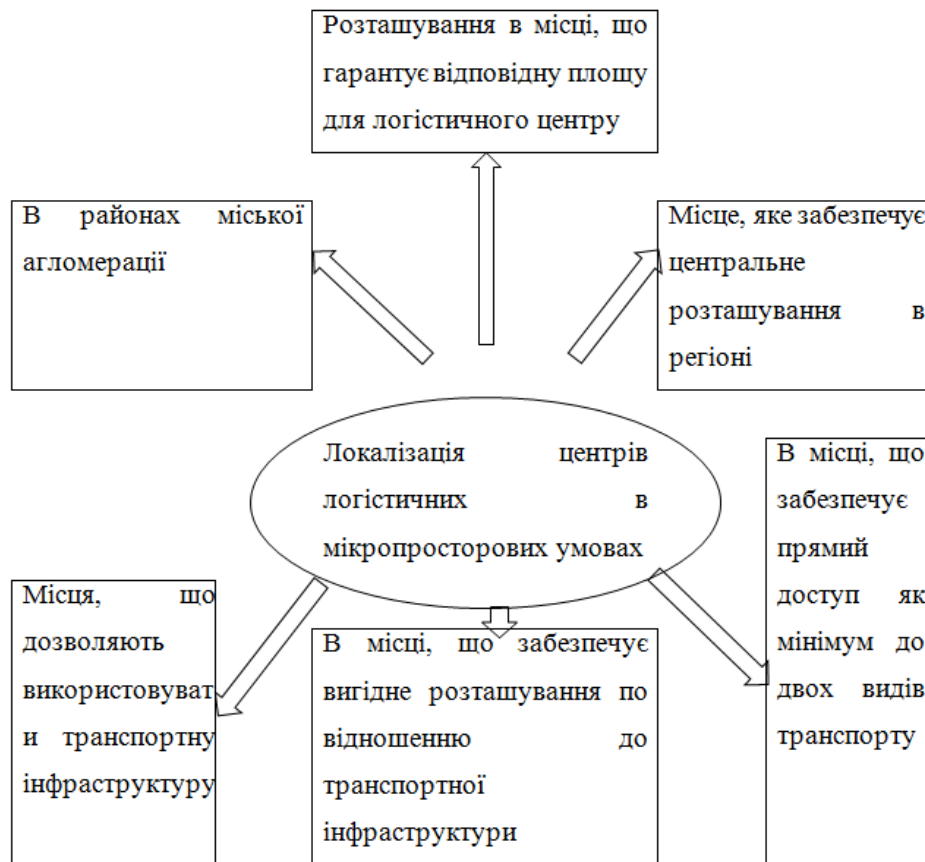 Розташування в місці, що
гарантує відповідну площу
для логістичного центру
В районах міської
агломерації
Місце, яке забезпечує
центральне
розташування в
регіоні
Локалізація центрів
логістичних в
мікропросторових умовах
В місці, що
забезпечує
прямий
доступ як
мінімум до
двох видів
транспорту
Місця, що
дозволяють
використовуват
и транспортну
інфраструктуру
В місці, що забезпечує
вигідне розташування по
відношенню до
транспортної
інфраструктури